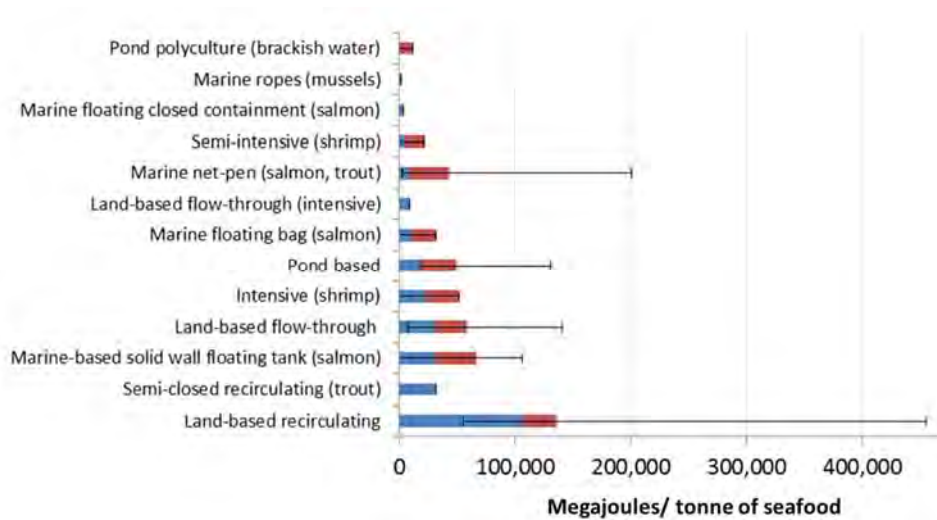 Pond polyculture (brackish water)
Marine ropes (mussels)
Marine floating closed containment (salmon)
Semi-intensive (shrimp)
Marine net-pen (salmon, trout)
Land-based flow-through (intensive)
Marine floating bag (salmon)
Pond based
Intensive (shrimp)
Land-based flow-through
Marine-based solid wall floating tank (salmon)
Semi-closed recirculating (trout)
Land-based recirculating
0 100,000 200,000 300,000 400,000
Megajoules/ tonne of seafood